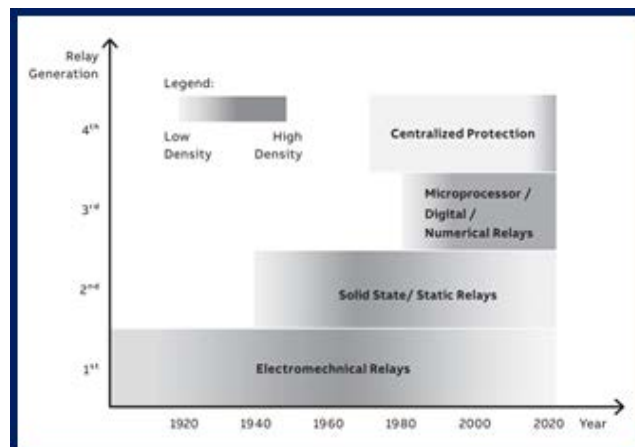 Relay
Generation
Legend:
Low
Density
High
Density
4th
Centralized Protection
3rd
Microprocessor /
Digital /
Numerical Relays
2nd
Solid State/ Static Relays
1st
Electromechnical Relays
1920 1940 1960 1980 2000 2020 Year